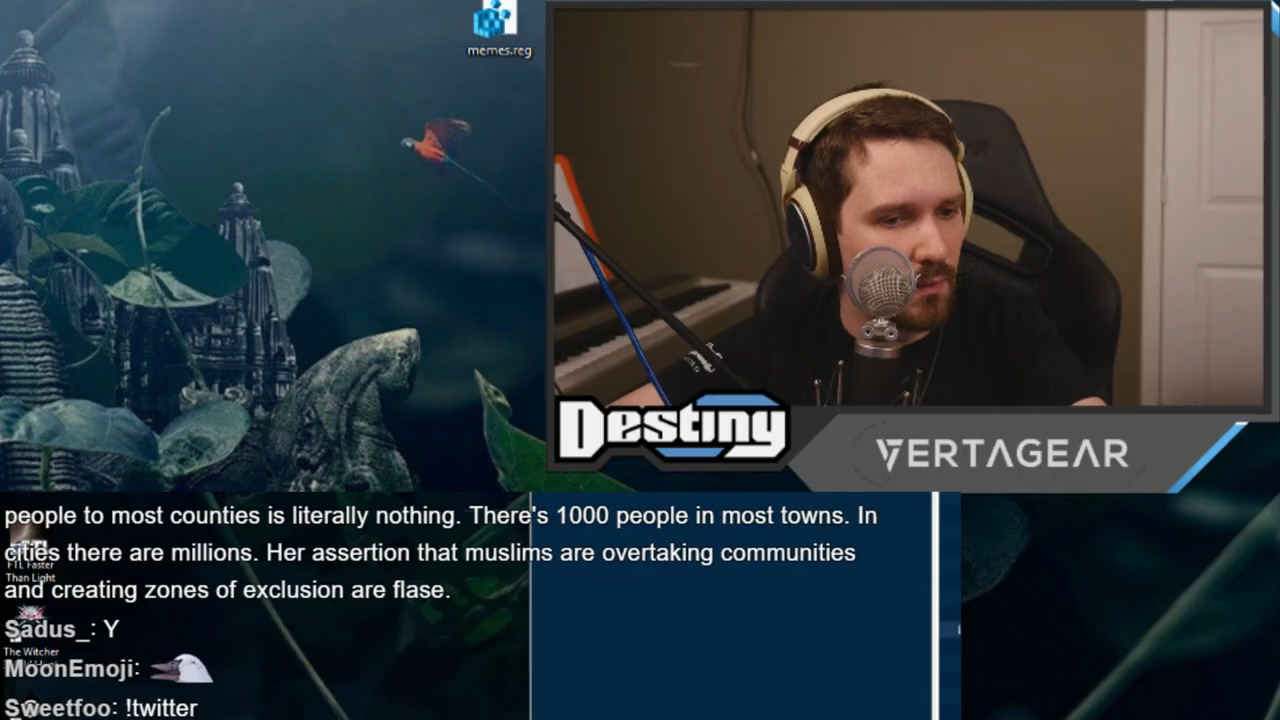 memes.reg
Destiny
VERTAGEAR
people to most counties is literally nothing. There's 1000 people in most towns. In
cities there are millions. Her assertion that muslims are overtaking communities
FTL Faster
Than Light
and creating zones of exclusion are flase.
Sadus_: Y
The Witcher
MoonEmoji:
Sweetfoo: !twitter